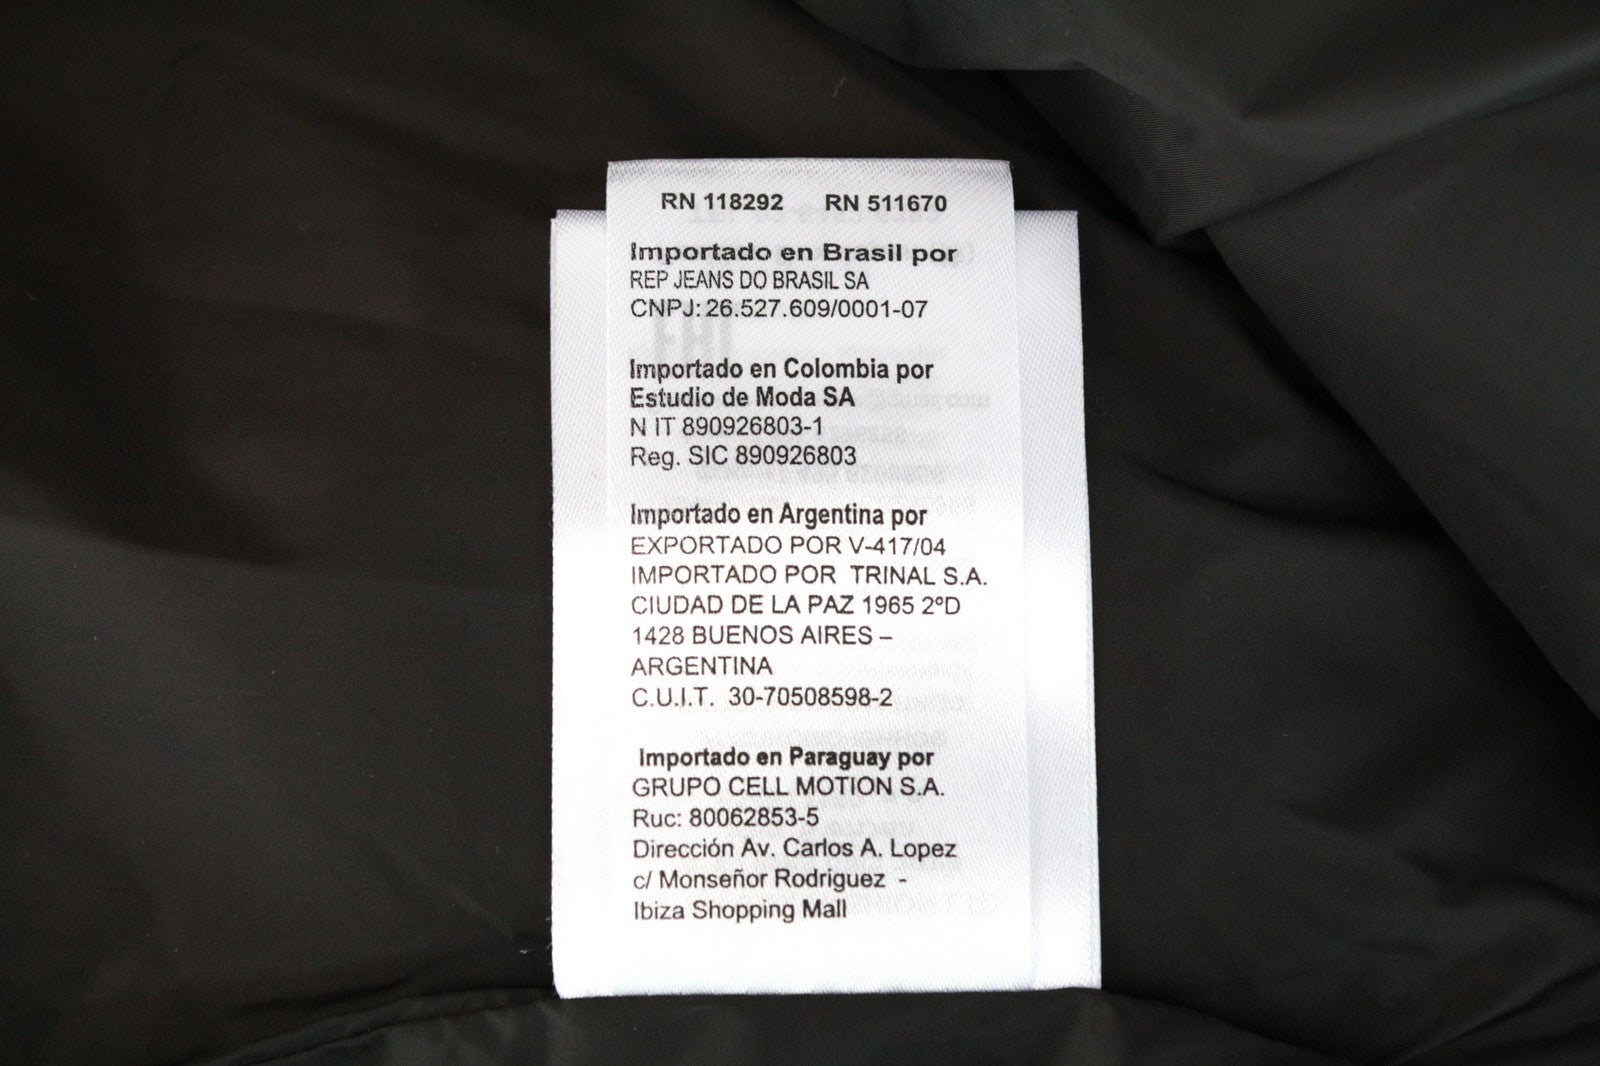 RN 118292 RN 511670
Importado en Brasil por
REP JEANS DO BRASIL SA
CNPJ: 26.527.609/0001-07
Importado en Colombia por
Estudio de Moda SA
N IT 890926803-1
Reg. SIC 890926803
Importado en Argentina por
EXPORTADO POR V-417/04
IMPORTADO POR TRINAL S.A.
CIUDAD DE LA PAZ 1965 2ºD
1428 BUENOS AIRES –
ARGENTINA
C.U.I.T. 30-70508598-2
Importado en Paraguay por
GRUPO CELL MOTION S.A.
Ruc: 80062853-5
Dirección Av. Carlos A. Lopez
c/ Monseñor Rodriguez -
Ibiza Shopping Mall